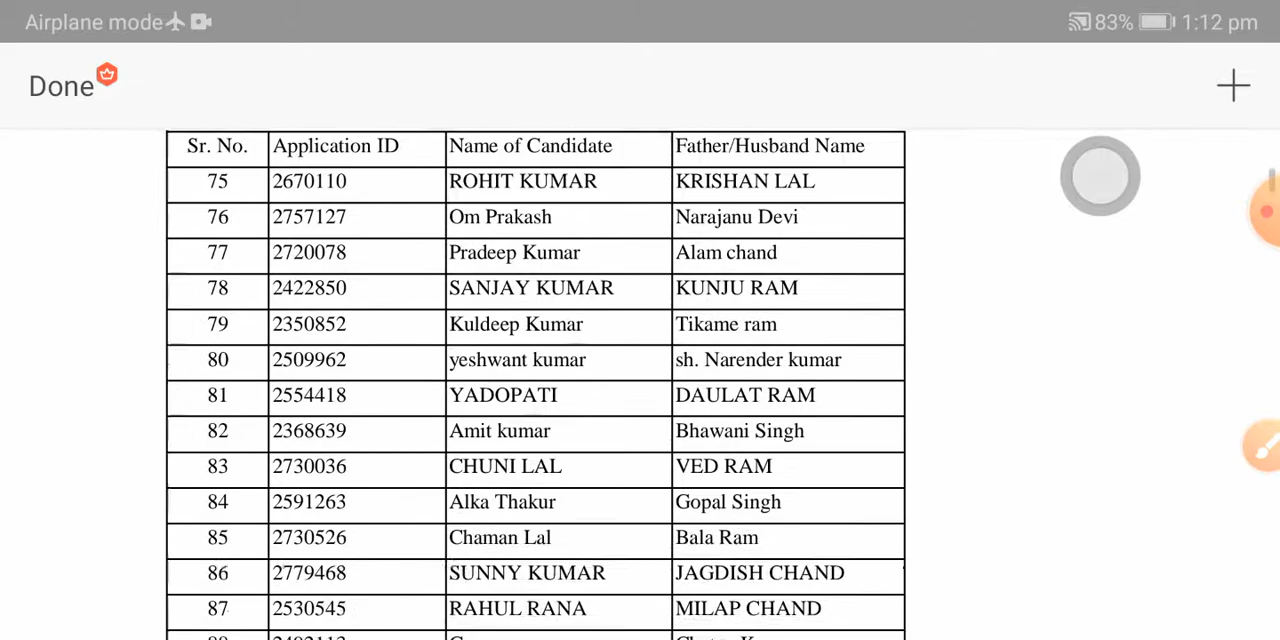 Airplane mode 83% 1:12 pm
Done
Sr. No. Application ID Name of Candidate Father/Husband Name
75 2670110 ROHIT KUMAR KRISHAN LAL
76 2757127 Om Prakash Narajanu Devi
77 2720078 Pradeep Kumar Alam chand
78 2422850 SANJAY KUMAR KUNJU RAM
79 2350852 Kuldeep Kumar Tikame ram
80 2509962 yeshwant kumar sh. Narender kumar
81 2554418 YADOPATI DAULAT RAM
82 2368639 Amit kumar Bhawani Singh
83 2730036 CHUNI LAL VED RAM
84 2591263 Alka Thakur Gopal Singh
85 2730526 Chaman Lal Bala Ram
86 2779468 SUNNY KUMAR JAGDISH CHAND
87 2530545 RAHUL RANA MILAP CHAND